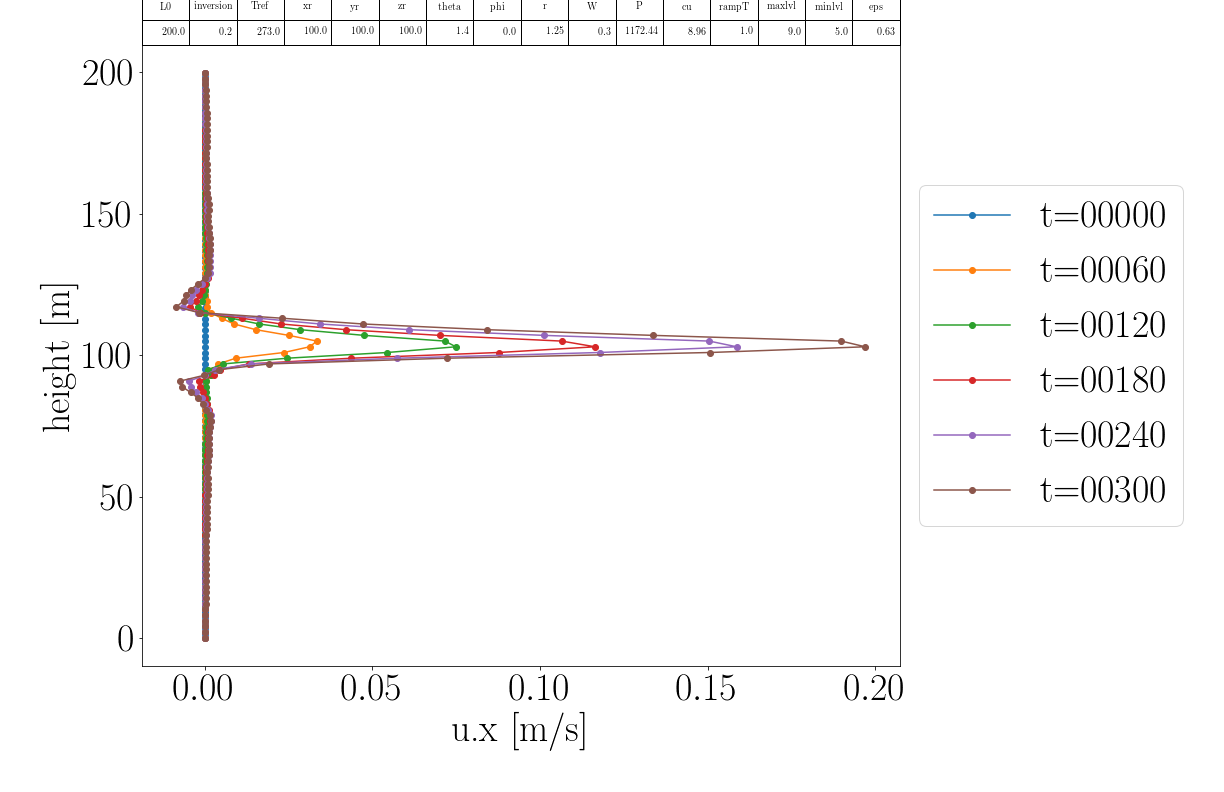 L0 inversion Tref xr yr zr theta phi r W P cu rampT maxlvl minlvl eps
200.0 0.2 273.0 100.0 100.0 100.0 1.4 0.0 1.25 0.3 1172.44 8.96 1.0 9.0 5.0 0.63
200
150
100
50
0
height [m]
0.00 0.05 0.10 0.15 0.20
u.x [m/s]
t=00000
t=00060
t=00120
t=00180
t=00240
t=00300